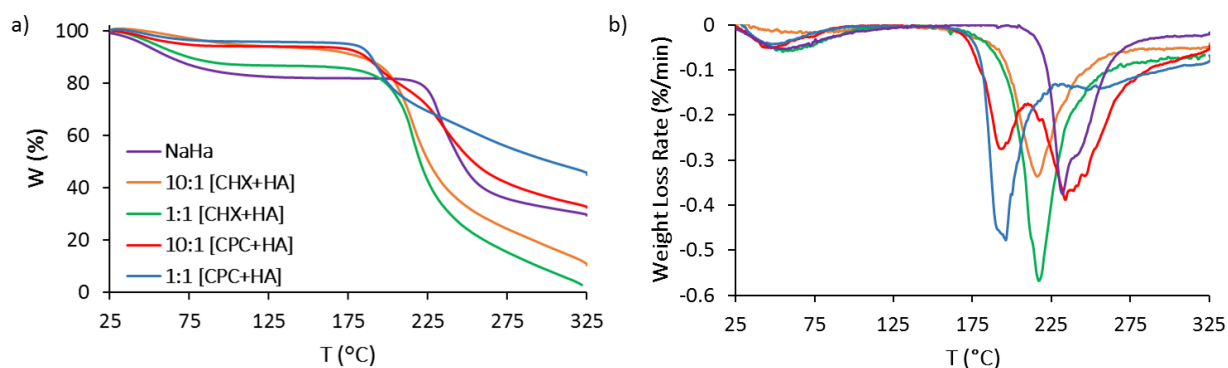 a)
100
80
60
40
20
0
W (%)
NaHa
10:1 [CHX+HA]
1:1 [CHX+HA]
10:1 [CPC+HA]
1:1 [CPC+HA]
25 75 125 175 225 275 325
T (°C)
b)
0
-0.1
-0.2
-0.3
-0.4
-0.5
-0.6
Weight Loss Rate (%/min)
25 75 125 175 225 275 325
T (°C)